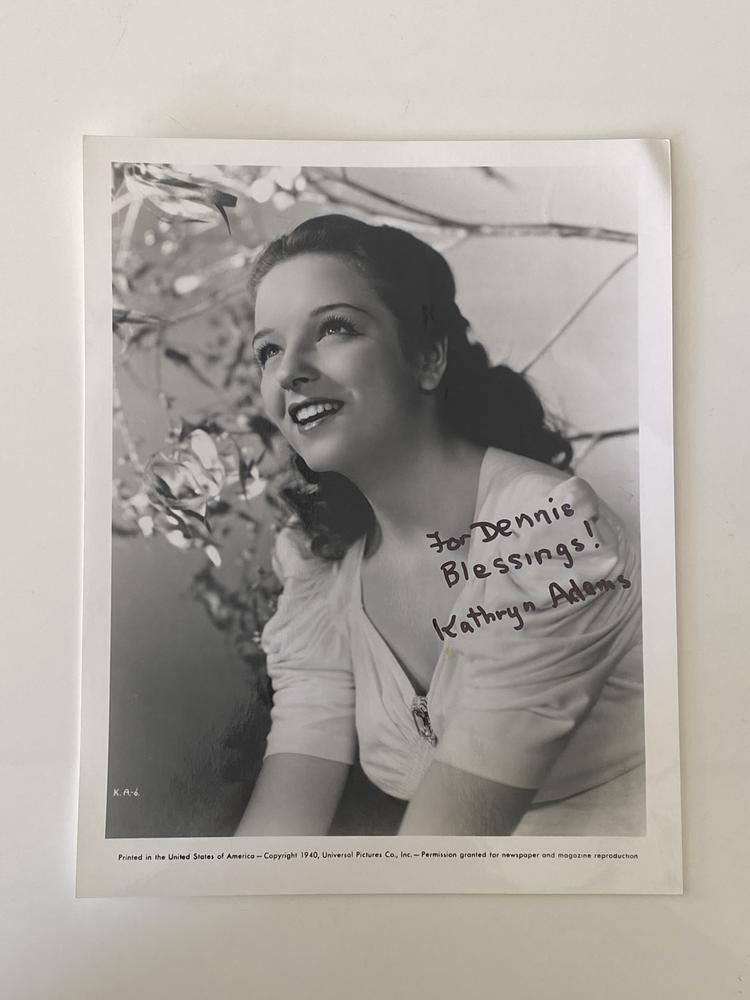 For Dennis
Blessings!
Kathryn Adams
K.A-6.
Printed in the United States of America — Copyright 1940, Universal Pictures Co., Inc. — Permission granted for newspaper and magazine reproduction